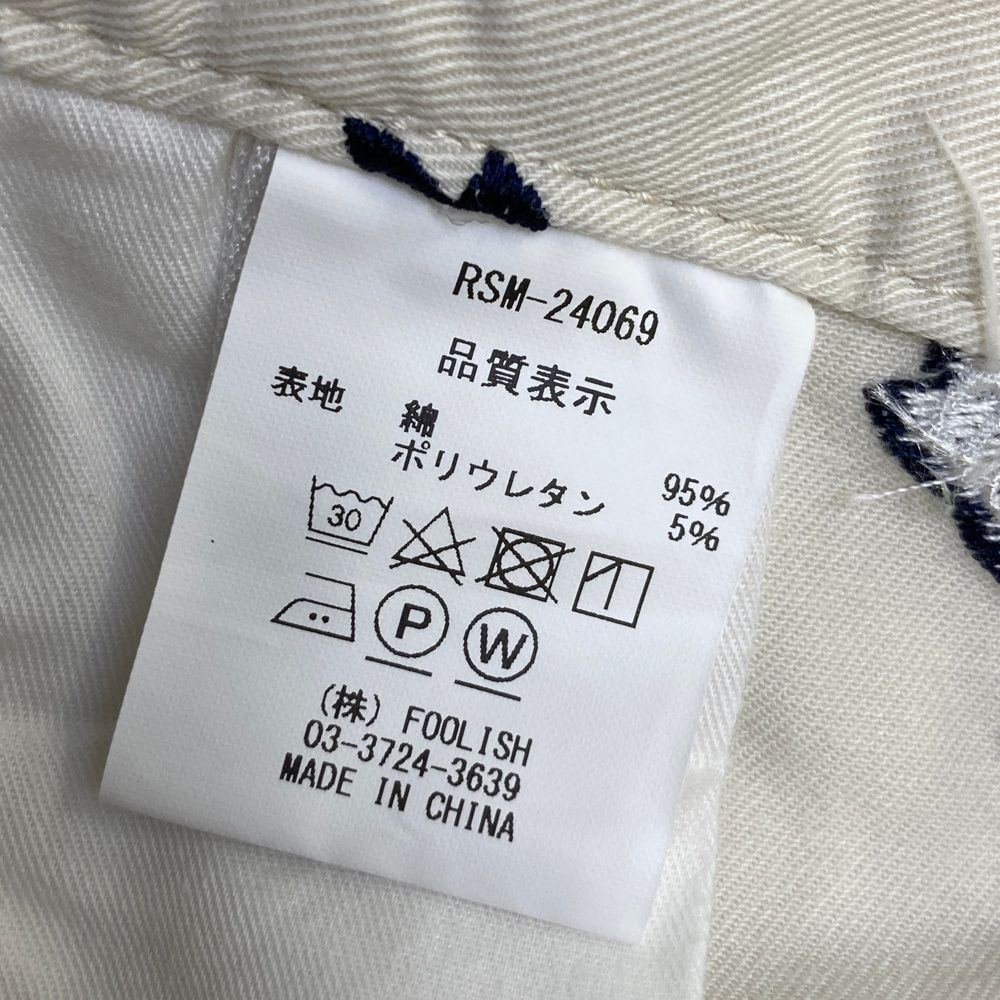 RSM-24069
品質表示
表地 綿 95%
ポリウレタン 5%
30
P W
(株) FOOLISH
03-3724-3639
MADE IN CHINA